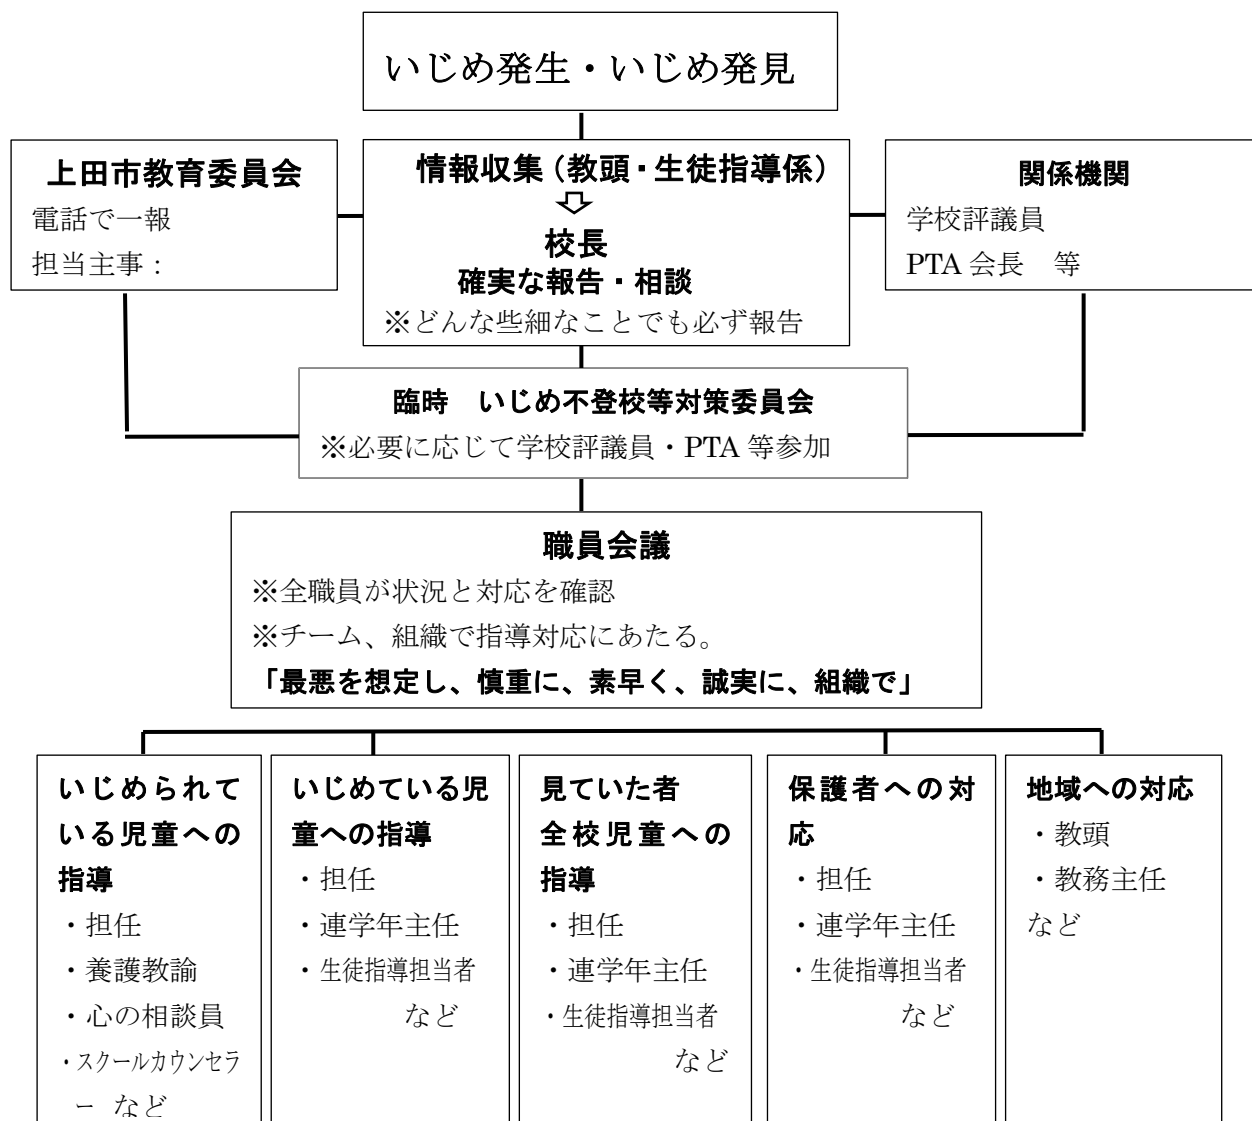 いじめ発生・いじめ発見
上田市教育委員会
電話で一報
担当主事：
情報収集（教頭・生徒指導係）
校長
確実な報告・相談
※どんな些細なことでも必ず報告
関係機関
学校評議員
PTA 会長　等
臨時　いじめ不登校等対策委員会
※必要に応じて学校評議員・PTA 等参加
職員会議
※全職員が状況と対応を確認
※チーム、組織で指導対応にあたる。
「最悪を想定し、慎重に、素早く、誠実に、組織で」
いじめられて
いる児童への
指導
・担任
・養護教諭
・心の相談員
・スクールカウンセラ
ー など
いじめている児
童への指導
・担任
・連学年主任
・生徒指導担当者
など
見ていた者
全校児童への
指導
・担任
・連学年主任
・生徒指導担当者
など
保護者への対
応
・担任
・連学年主任
・生徒指導担当者
など
地域への対応
・教頭
・教務主任
など